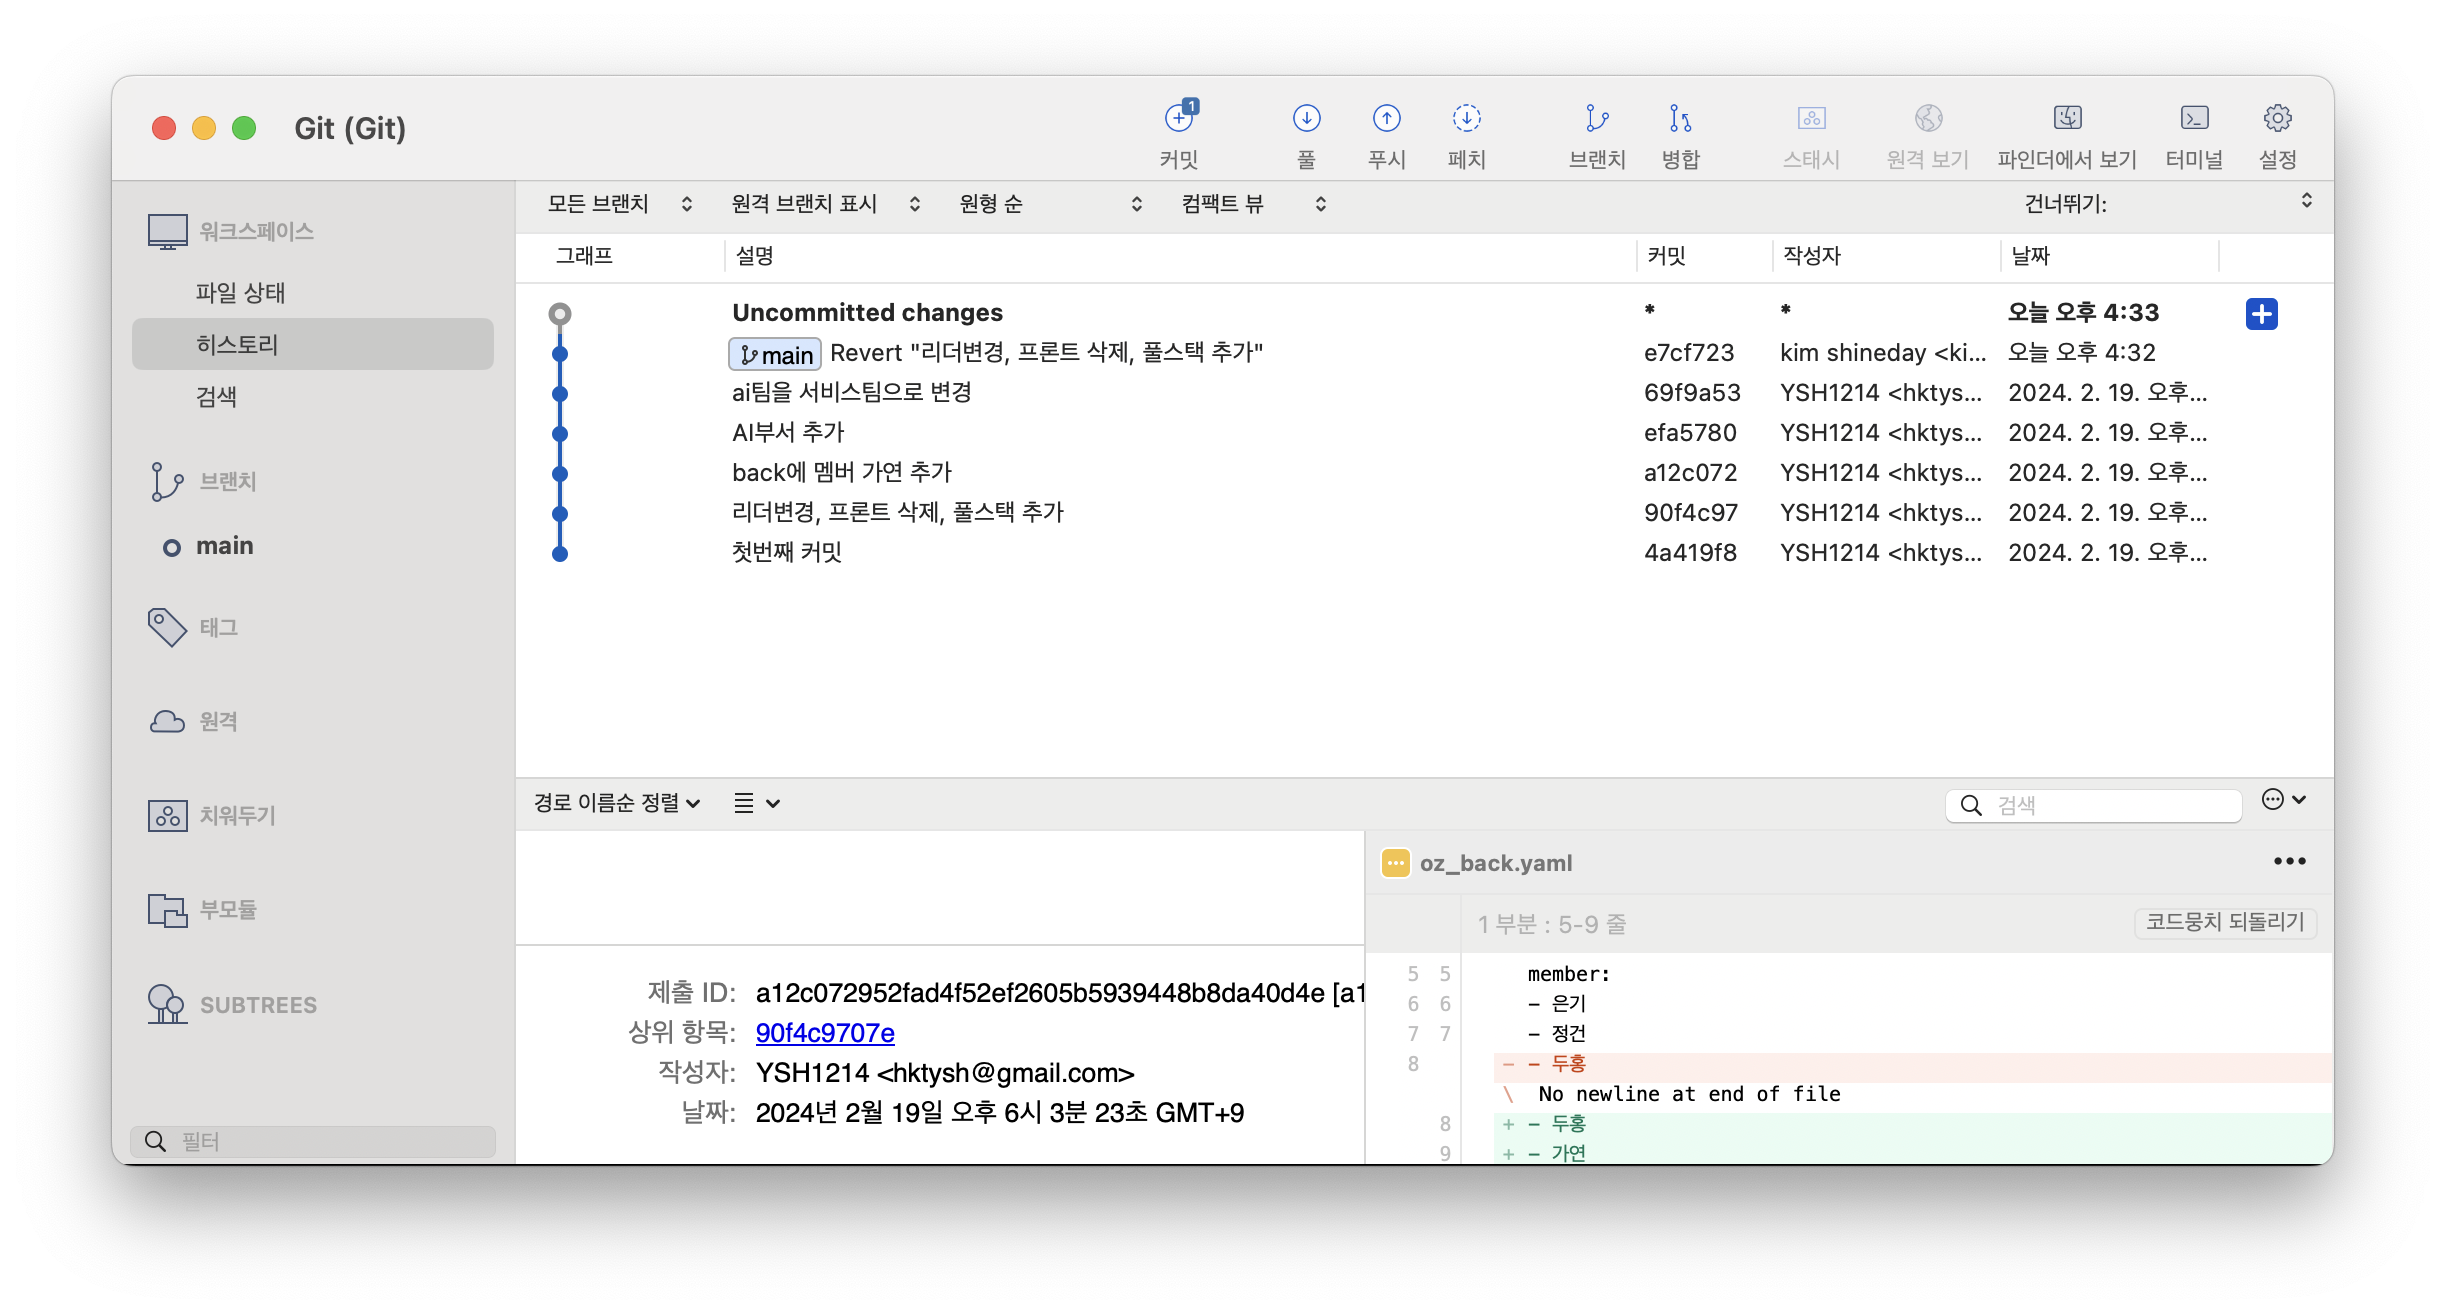 Git (Git)
1
커밋
풀
푸시
페치
브랜치
병합
스태시
원격 보기
파인더에서 보기
터미널
설정
워크스페이스
파일 상태
히스토리
검색
브랜치
main
태그
원격
치워두기
부모듈
SUBTREES
필터
모든 브랜치
원격 브랜치 표시
원형 순
컴팩트 뷰
건너뛰기:
그래프 설명 커밋 작성자 날짜
Uncommitted changes * * 오늘 오후 4:33
main Revert "리더변경, 프론트 삭제, 풀스택 추가" e7cf723 kim shineday <ki... 오늘 오후 4:32
ai팀을 서비스팀으로 변경 69f9a53 YSH1214 <hktys... 2024. 2. 19. 오후...
AI부서 추가 efa5780 YSH1214 <hktys... 2024. 2. 19. 오후...
back에 멤버 가연 추가 a12c072 YSH1214 <hktys... 2024. 2. 19. 오후...
리더변경, 프론트 삭제, 풀스택 추가 90f4c97 YSH1214 <hktys... 2024. 2. 19. 오후...
첫번째 커밋 4a419f8 YSH1214 <hktys... 2024. 2. 19. 오후...
경로 이름순 정렬
검색
제출 ID: a12c072952fad4f52ef2605b5939448b8da40d4e [a1
상위 항목: 90f4c9707e
작성자: YSH1214 <hktysh@gmail.com>
날짜: 2024년 2월 19일 오후 6시 3분 23초 GMT+9
oz_back.yaml
1 부분 : 5-9 줄
코드뭉치 되돌리기
5 5 member:
6 6 - 은기
7 7 - 정건
8 - - 두홍
\ No newline at end of file
8 + - 두홍
9 + - 가연